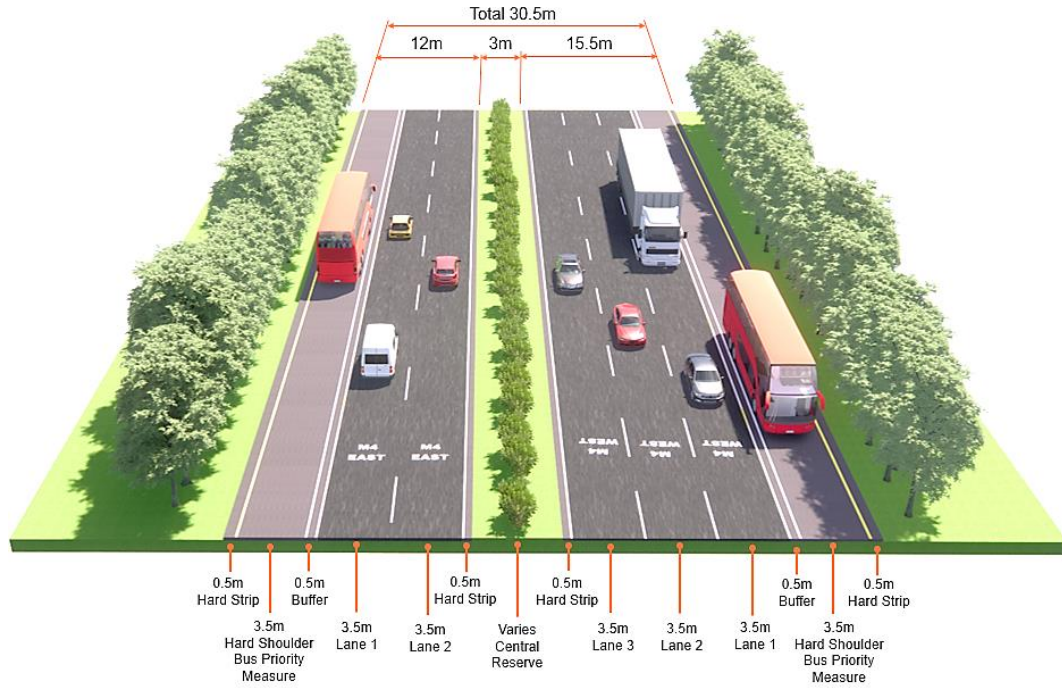 Total 30.5m
12m
3m
15.5m
M4
EAST
M4
EAST
M4
WEST
M4
WEST
M4
WEST
0.5m
Hard Strip
3.5m
Hard Shoulder
Bus Priority
Measure
0.5m
Buffer
3.5m
Lane 1
3.5m
Lane 2
0.5m
Hard Strip
Varies
Central
Reserve
0.5m
Hard Strip
3.5m
Lane 3
3.5m
Lane 2
3.5m
Lane 1
0.5m
Buffer
3.5m
Hard Shoulder
Bus Priority
Measure
0.5m
Hard Strip